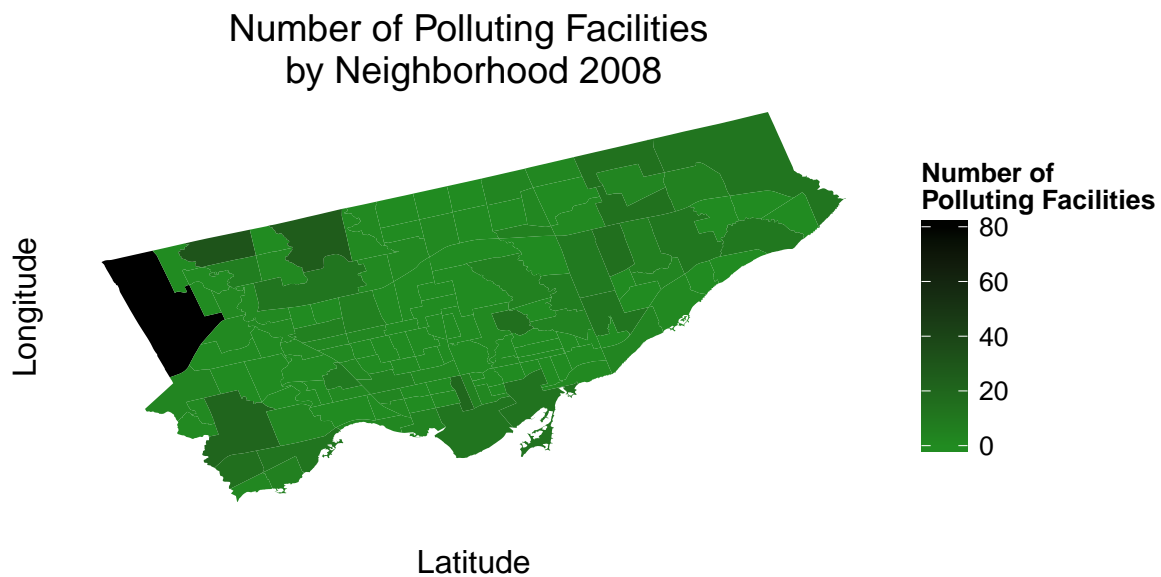 Number of Polluting Facilities
by Neighborhood 2008
Longitude
Latitude
Number of
Polluting Facilities
80
60
40
20
0